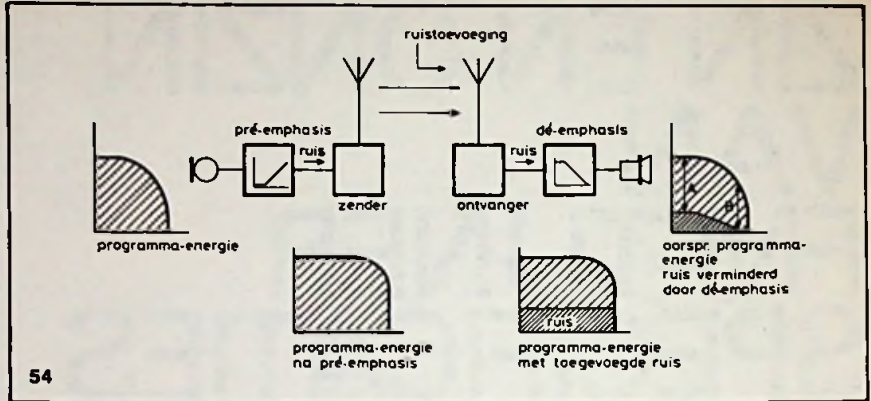 ruistoevoeging
pré-emphasis
ruis
zender
ontvanger
ruis
dé-emphasis
programma-energie
A
B
oorspr. programma-
energie
ruis verminderd
door dé-emphasis
programma-energie
na pré-emphasis
ruis
programma-energie
met toegevoegde ruis
54